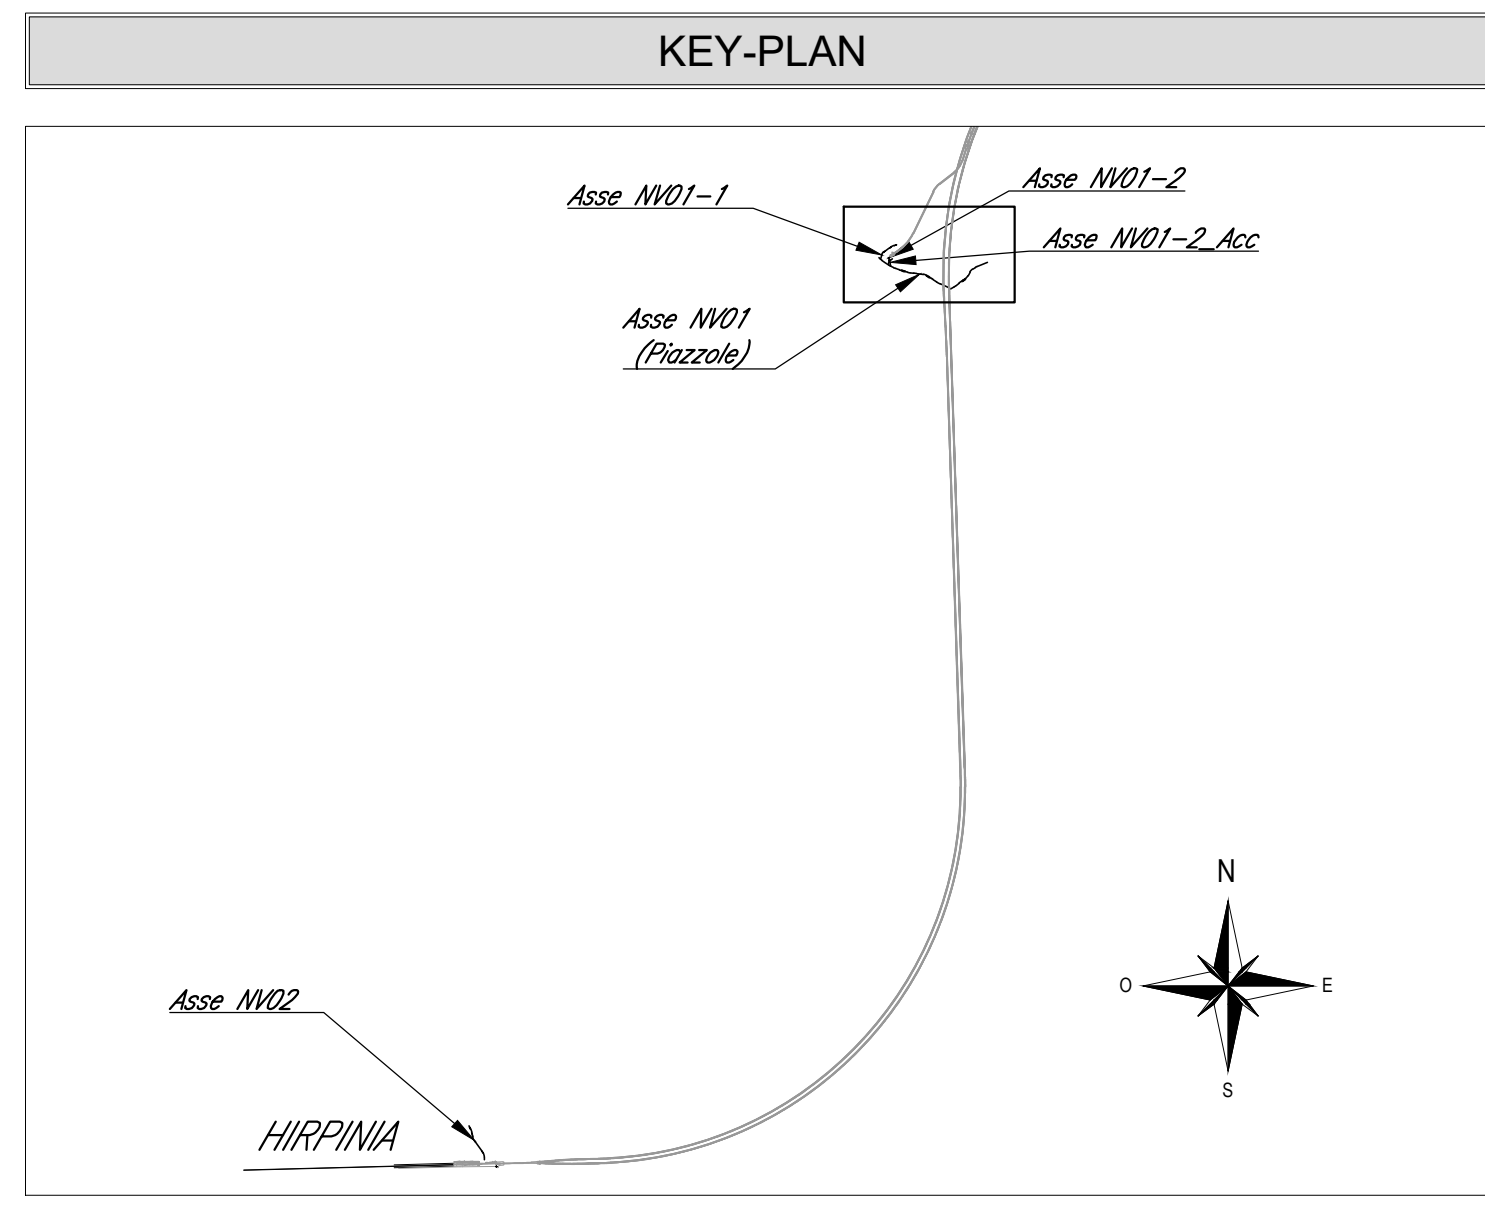 KEY-PLAN
Asse NV01-1
Asse NV01-2
Asse NV01-2_Acc
Asse NV01
(Piazzole)
N
O
E
S
Asse NV02
HIRPINIA